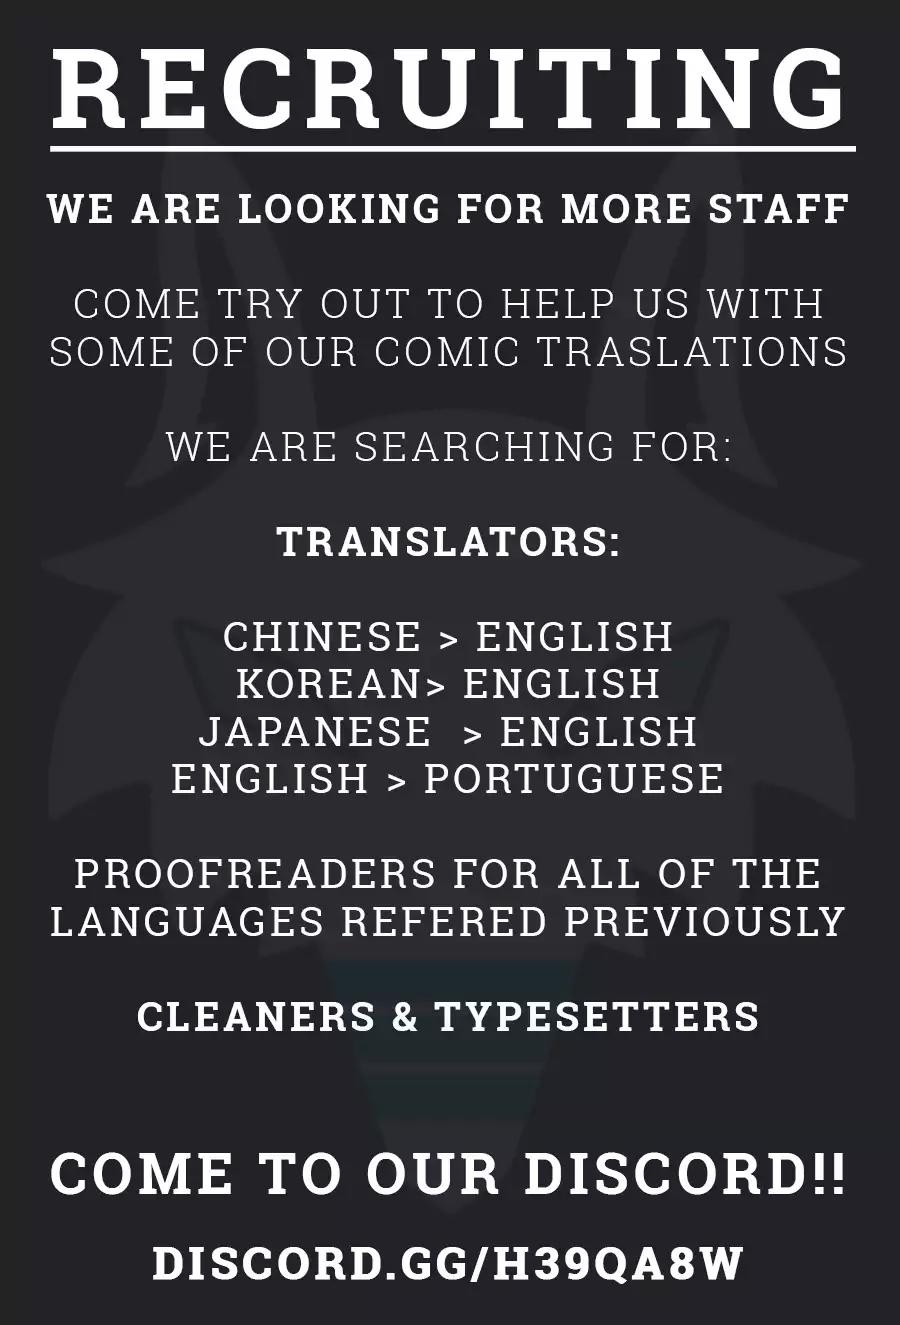 RECRUITING
WE ARE LOOKING FOR MORE STAFF
COME TRY OUT TO HELP US WITH
SOME OF OUR COMIC TRASLATIONS
WE ARE SEARCHING FOR:
TRANSLATORS:
CHINESE > ENGLISH
KOREAN> ENGLISH
JAPANESE  > ENGLISH
ENGLISH > PORTUGUESE
PROOFREADERS FOR ALL OF THE
LANGUAGES REFERED PREVIOUSLY
CLEANERS & TYPESETTERS
COME TO OUR DISCORD!!
DISCORD.GG/H39QA8W